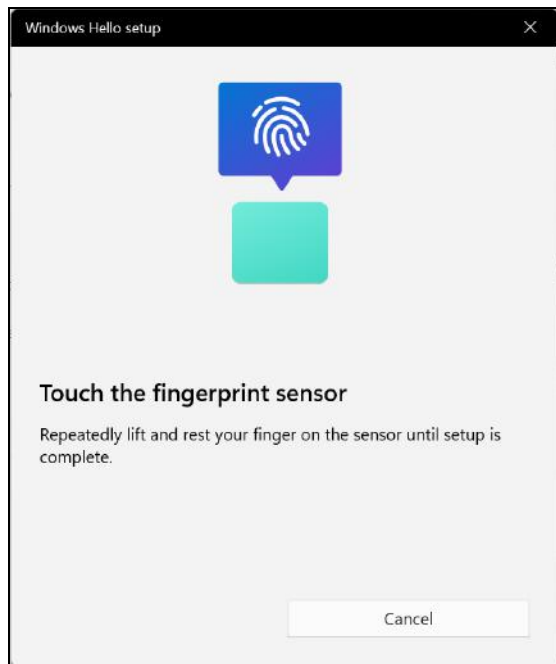 Windows Hello setup
Touch the fingerprint sensor
Repeatedly lift and rest your finger on the sensor until setup is
complete.
Cancel